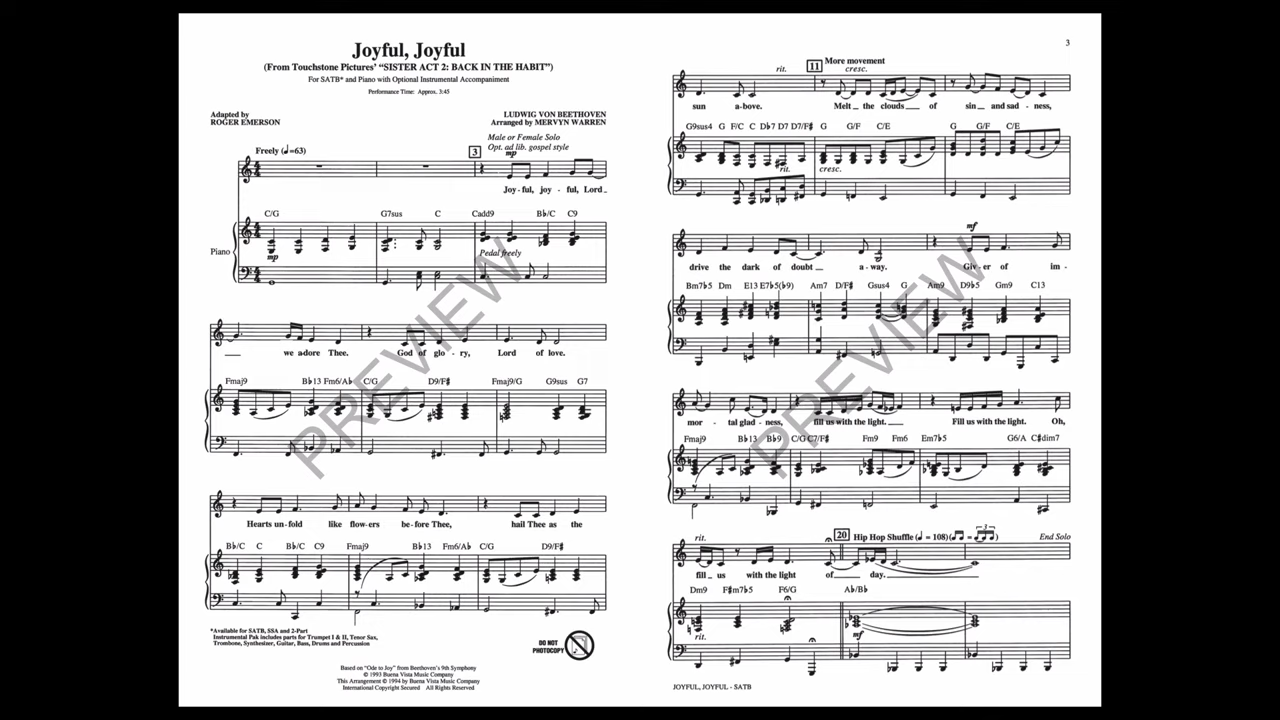 Joyful, Joyful
(From Touchstone Pictures' "SISTER ACT 2: BACK IN THE HABIT")
For SATB* and Piano with Optional Instrumental Accompaniment
Performance Time: Approx. 3:45
Adapted by
ROGER EMERSON
LUDWIG VON BEETHOVEN
Arranged by MERVYN WARREN
Male or Female Solo
Opt. ad lib. gospel style
Freely (♩=63)
3
mp
Joy - ful, joy - ful, Lord
C/G G7sus C Cadd9 B♭/C C9
Piano
mp
Pedal freely
we adore Thee. God of glo - ry, Lord of love.
Fmaj9 B♭13 Fm6/A♭ C/G D9/F# Fmaj9/G G9sus G7
Hearts un-fold like flow-ers be-fore Thee, hail Thee as the
B♭/C C B♭/C C9 Fmaj9 B♭13 Fm6/A♭ C/G D9/F#
*Available for SATB, SSA and 2-Part
Instrumental Pak includes parts for Trumpet I & II, Tenor Sax,
Trombone, Synthesizer, Guitar, Bass, Drums and Percussion
DO NOT
PHOTOCOPY
Based on "Ode to Joy" from Beethoven's 9th Symphony
© 1993 Buena Vista Music Company
This Arrangement © 1994 by Buena Vista Music Company
International Copyright Secured All Rights Reserved
PREVIEW
3
rit.
11
More movement
cresc.
sun a-bove. Melt the clouds of sin and sad - ness,
G9sus4 G F/C C D♭7 D7 D7/F# G G/F C/E G G/F C/E
rit.
cresc.
mf
drive the dark of doubt a - way. Giv - er of im -
Bm7♭5 Dm E13 E7♭5(♭9) Am7 D/F# Gsus4 G Am9 D9♭5 Gm9 C13
mor - tal glad - ness, fill us with the light. Fill us with the light. Oh,
Fmaj9 B♭13 B♭9 C/G C7/F# Fm9 Fm6 Em7♭5 G6/A C#dim7
rit.
20
Hip Hop Shuffle (♩ = 108)(♫ = 3)
End Solo
fill us with the light of day.
Dm9 F#m7♭5 F6/G A♭/B♭
rit.
mf
JOYFUL, JOYFUL - SATB
PREVIEW